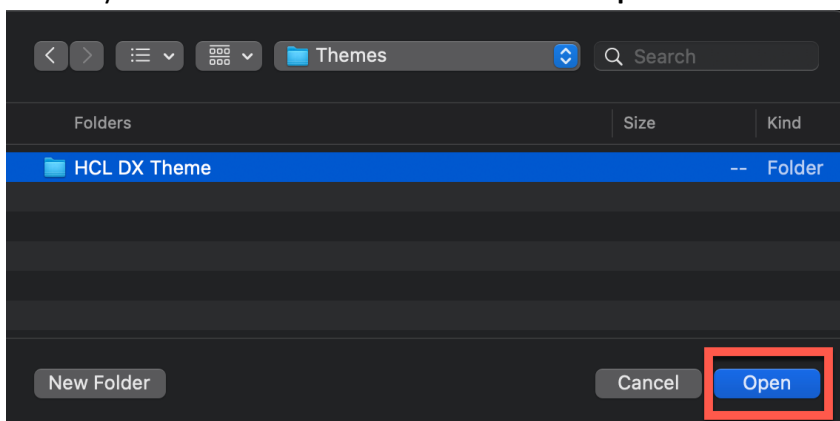 Themes Search
Folders Size Kind
HCL DX Theme -- Folder
New Folder Cancel Open